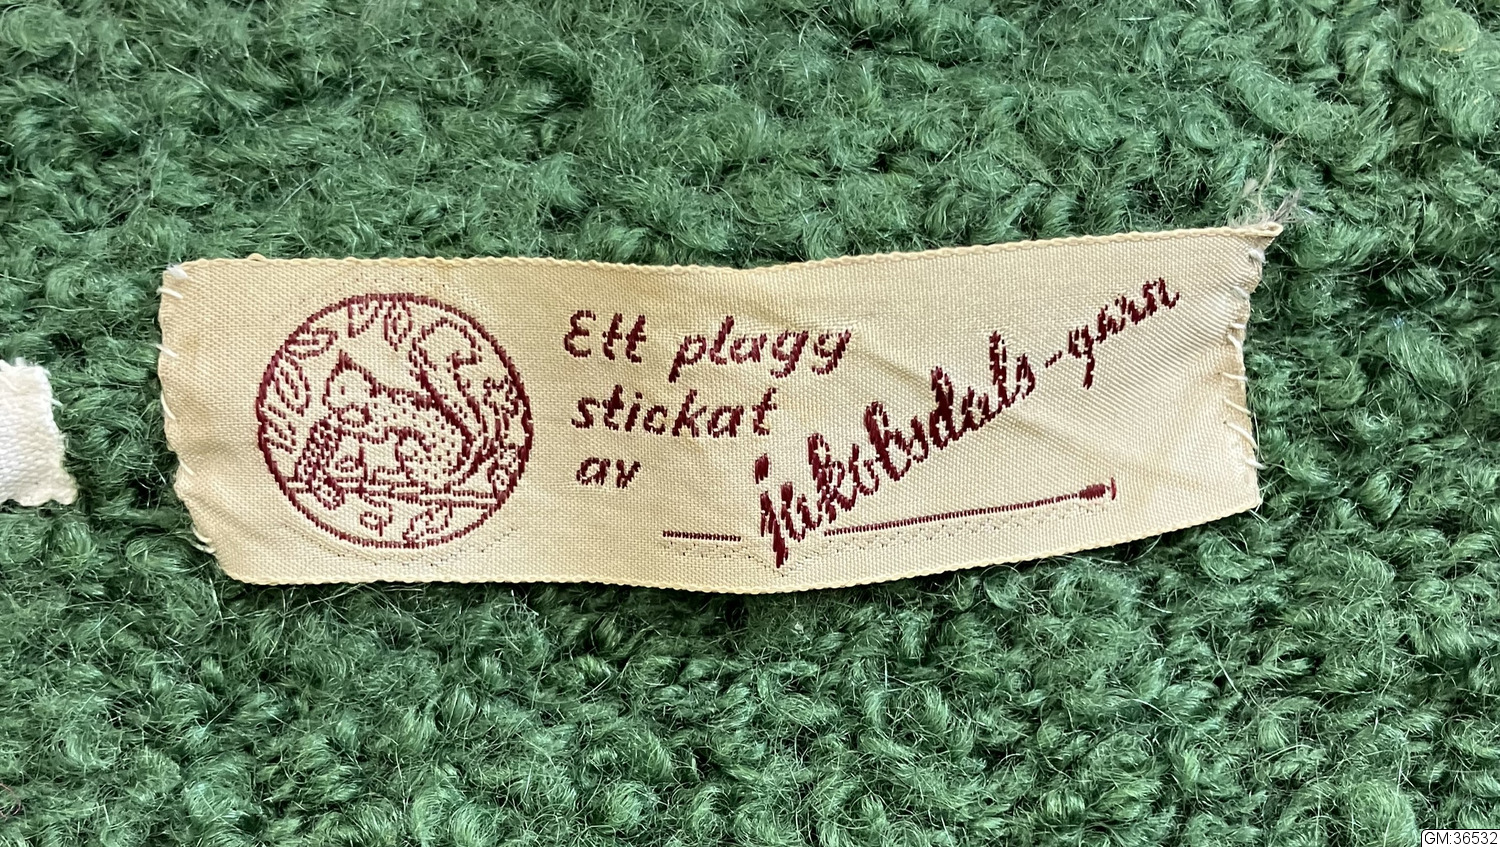 Ett plagg
stickat
av
jakobsdals-garn
GM:36532